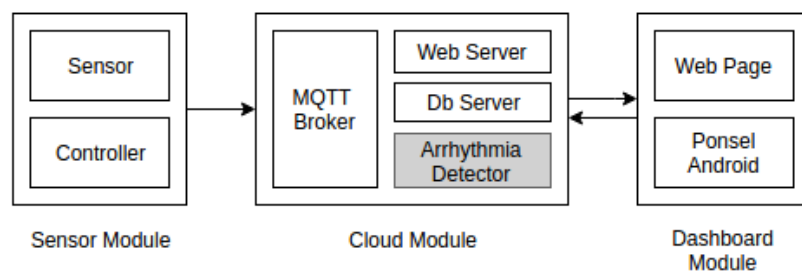 Sensor
Controller
Sensor Module
MQTT
Broker
Web Server
Db Server
Arrhythmia
Detector
Cloud Module
Web Page
Ponsel
Android
Dashboard
Module